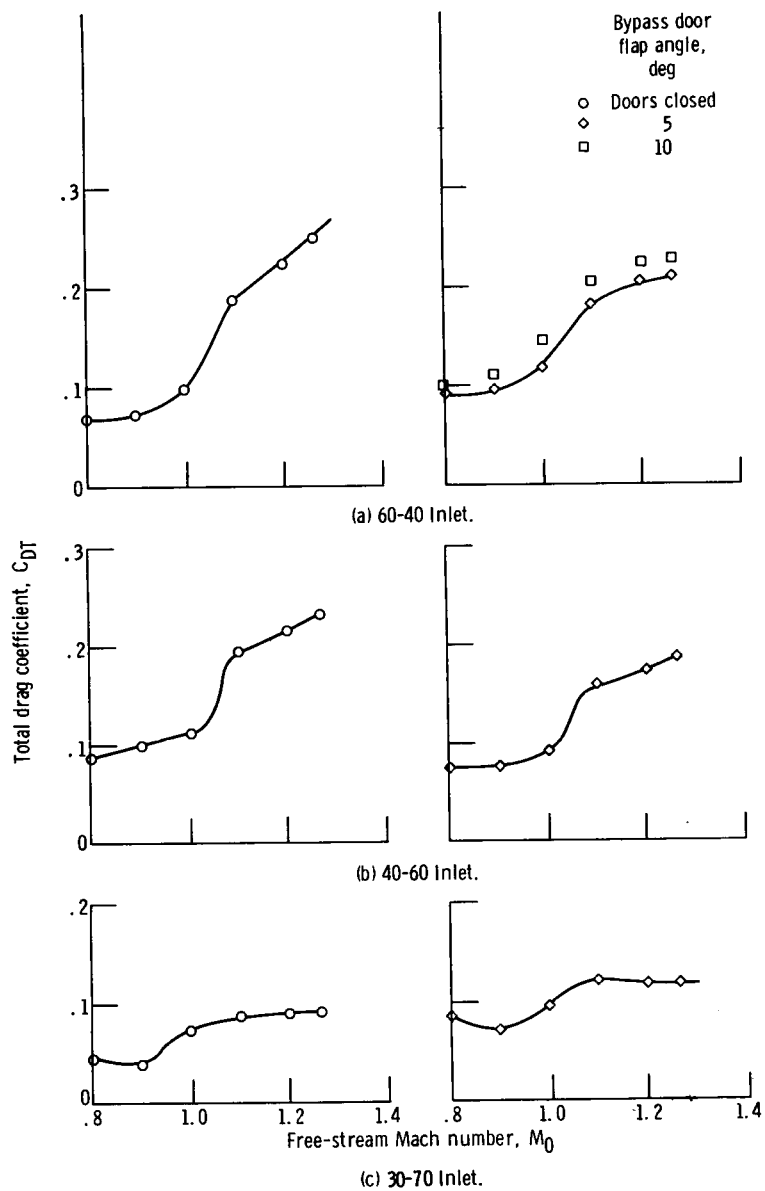 Bypass door
flap angle,
deg
Doors closed
5
10
.3
.2
.1
0
(a) 60-40 Inlet.
Total drag coefficient, C_DT
.3
.2
.1
0
(b) 40-60 Inlet.
.2
.1
0
.8 1.0 1.2 1.4 .8 1.0 1.2 1.4
Free-stream Mach number, M₀
(c) 30-70 Inlet.